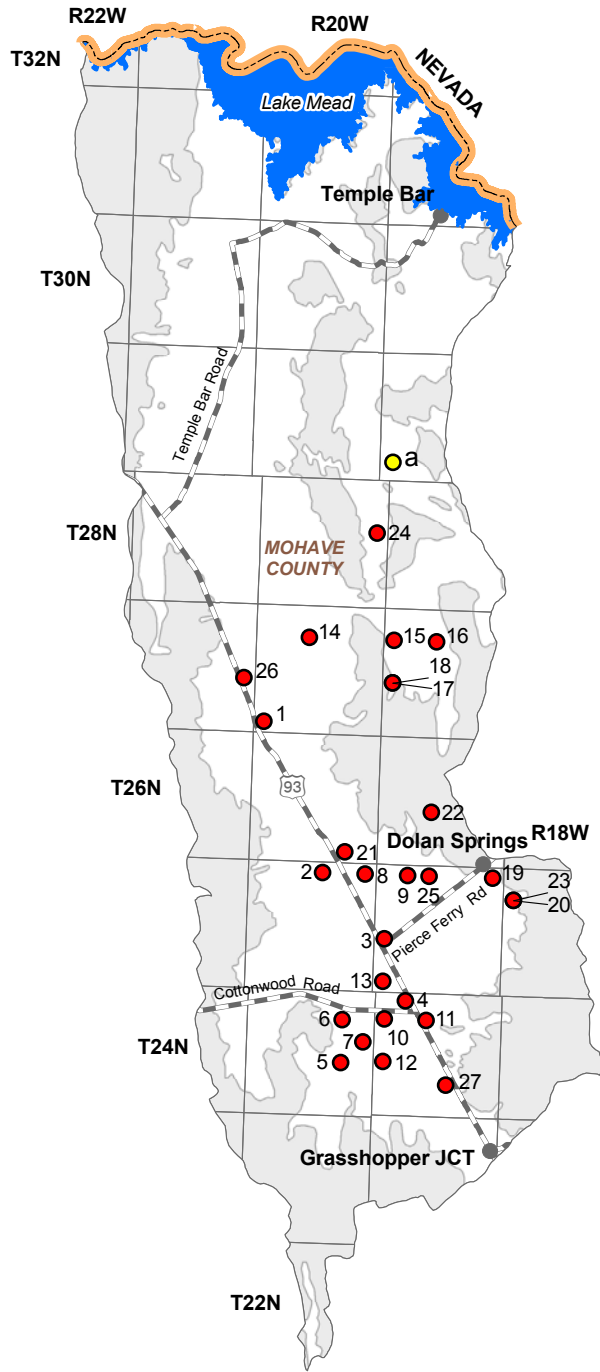 R22W
R20W
T32N
NEVADA
Lake Mead
Temple Bar
T30N
Temple Bar Road
a
T28N
24
MOHAVE
COUNTY
14
15
16
18
17
26
1
93
T26N
22
Dolan Springs
R18W
21
2
8
9
25
19
23
20
Pierce Ferry Rd
3
13
Cottonwood Road
4
6
10
11
T24N
7
5
12
27
Grasshopper JCT
T22N